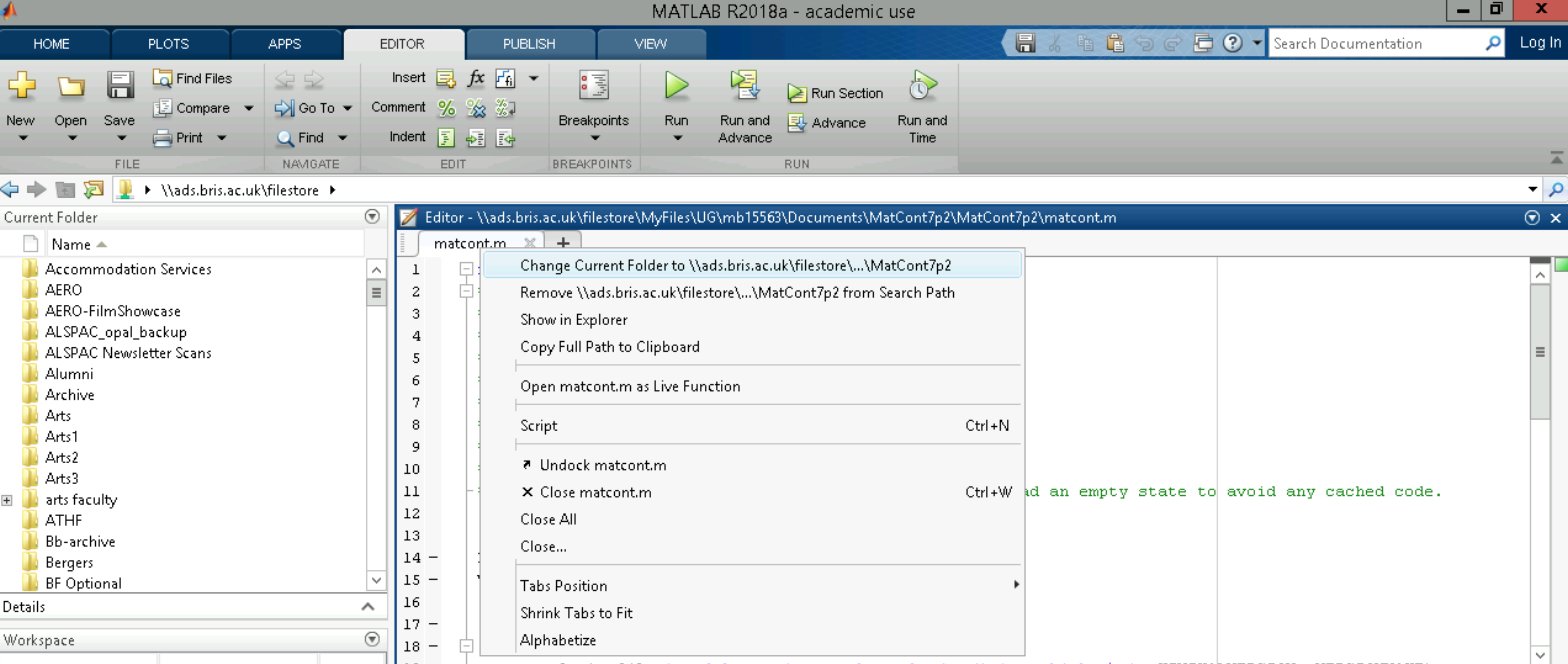 MATLAB R2018a - academic use
HOME PLOTS APPS EDITOR PUBLISH VIEW Search Documentation Log In
New Open Save Find Files Compare Print
FILE
Go To Find
NAVIGATE
Insert fx
Comment
Indent
EDIT
Breakpoints
BREAKPOINTS
Run Run and Advance Run Section Advance Run and Time
RUN
\\ads.bris.ac.uk\filestore
Current Folder
Name
Accommodation Services
AERO
AERO-FilmShowcase
ALSPAC_opal_backup
ALSPAC Newsletter Scans
Alumni
Archive
Arts
Arts1
Arts2
Arts3
arts faculty
ATHF
Bb-archive
Bergers
BF Optional
Details
Workspace
Editor - \\ads.bris.ac.uk\filestore\MyFiles\UG\mb15563\Documents\MatCont7p2\MatCont7p2\matcont.m
matcont.m
1
2
3
4
5
6
7
8
9
10
11 ad an empty state to avoid any cached code.
12
13
14
15
16
17
18
Change Current Folder to \\ads.bris.ac.uk\filestore\...\MatCont7p2
Remove \\ads.bris.ac.uk\filestore\...\MatCont7p2 from Search Path
Show in Explorer
Copy Full Path to Clipboard
Open matcont.m as Live Function
Script Ctrl+N
Undock matcont.m
Close matcont.m Ctrl+W
Close All
Close...
Tabs Position
Shrink Tabs to Fit
Alphabetize